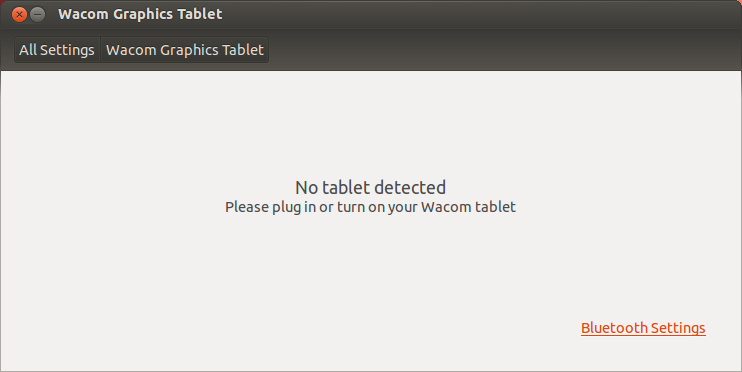 Wacom Graphics Tablet
All Settings Wacom Graphics Tablet
No tablet detected
Please plug in or turn on your Wacom tablet
Bluetooth Settings